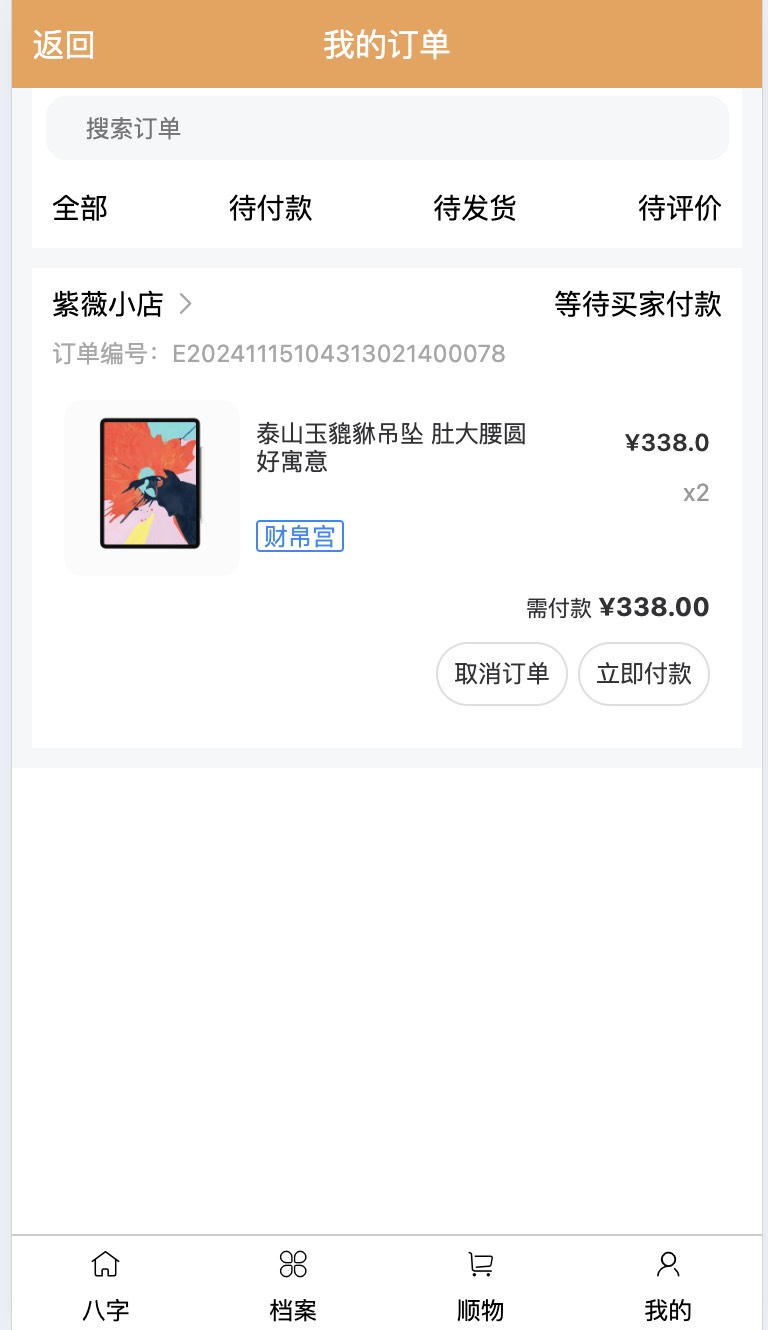 返回
我的订单
搜索订单
全部 待付款 待发货 待评价
紫薇小店
等待买家付款
订单编号：E20241115104313021400078
泰山玉貔貅吊坠 肚大腰圆
好寓意
¥338.0
x2
财帛宫
需付款 ¥338.00
取消订单 立即付款
八字 档案 顺物 我的